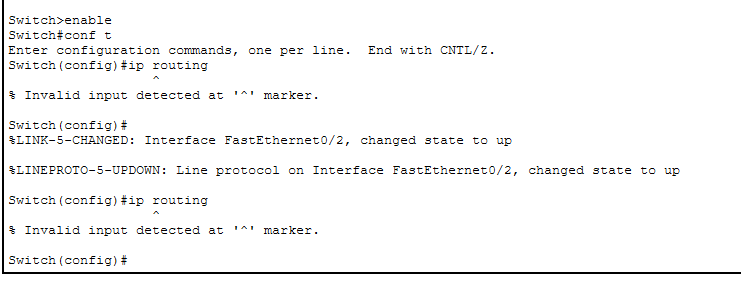 Switch>enable
Switch#conf t
Enter configuration commands, one per line.  End with CNTL/Z.
Switch(config)#ip routing
                  ^
% Invalid input detected at '^' marker.
Switch(config)#
%LINK-5-CHANGED: Interface FastEthernet0/2, changed state to up
%LINEPROTO-5-UPDOWN: Line protocol on Interface FastEthernet0/2, changed state to up
Switch(config)#ip routing
                  ^
% Invalid input detected at '^' marker.
Switch(config)#